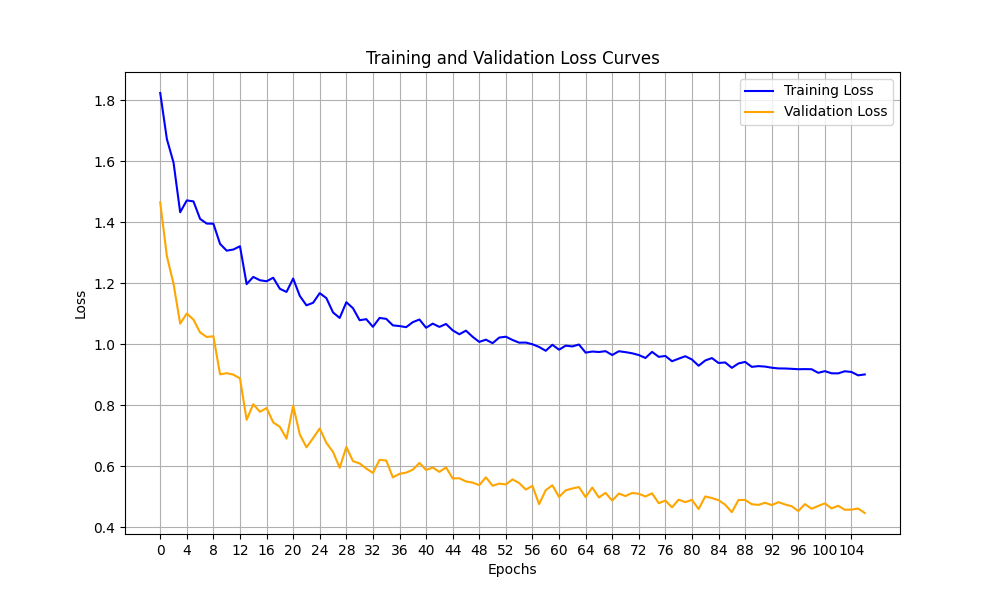 Training and Validation Loss Curves
Training Loss
Validation Loss
1.8
1.6
1.4
1.2
1.0
0.8
0.6
0.4
Loss
0 4 8 12 16 20 24 28 32 36 40 44 48 52 56 60 64 68 72 76 80 84 88 92 96 100 104
Epochs